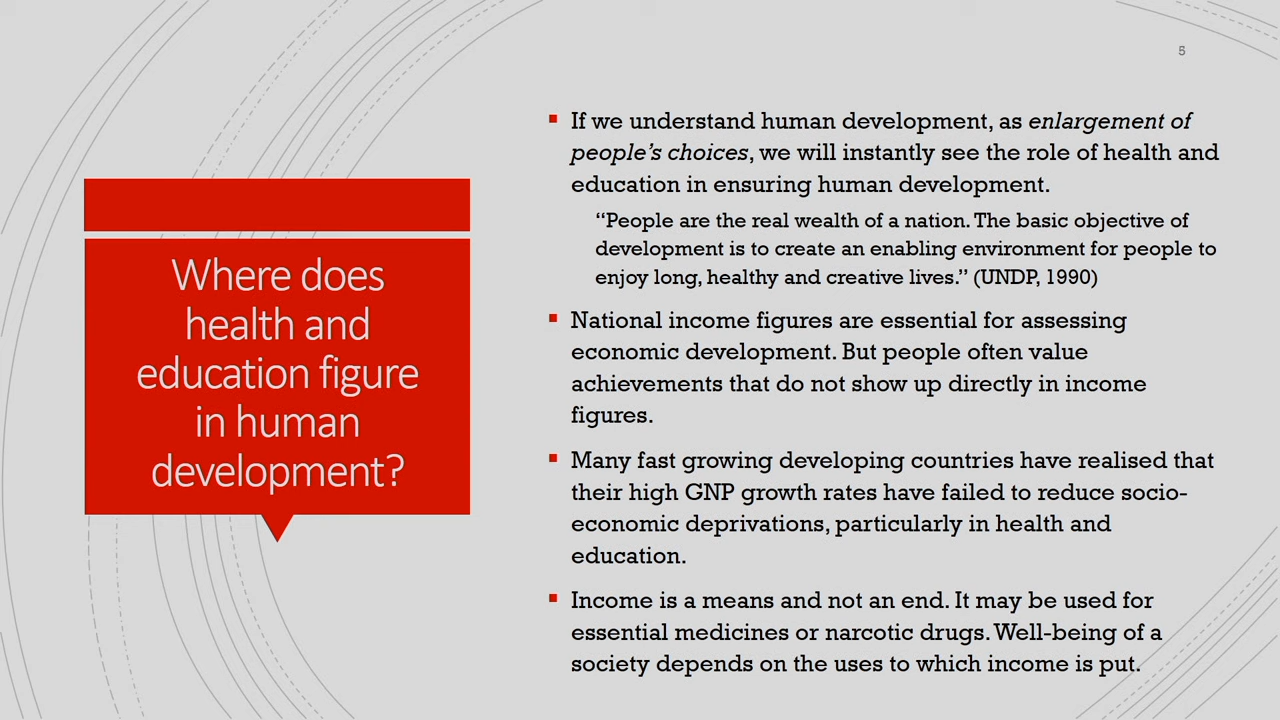 5
Where does
health and
education figure
in human
development?
If we understand human development, as enlargement of
people’s choices, we will instantly see the role of health and
education in ensuring human development.
“People are the real wealth of a nation. The basic objective of
development is to create an enabling environment for people to
enjoy long, healthy and creative lives.” (UNDP, 1990)
National income figures are essential for assessing
economic development. But people often value
achievements that do not show up directly in income
figures.
Many fast growing developing countries have realised that
their high GNP growth rates have failed to reduce socio-
economic deprivations, particularly in health and
education.
Income is a means and not an end. It may be used for
essential medicines or narcotic drugs. Well-being of a
society depends on the uses to which income is put.